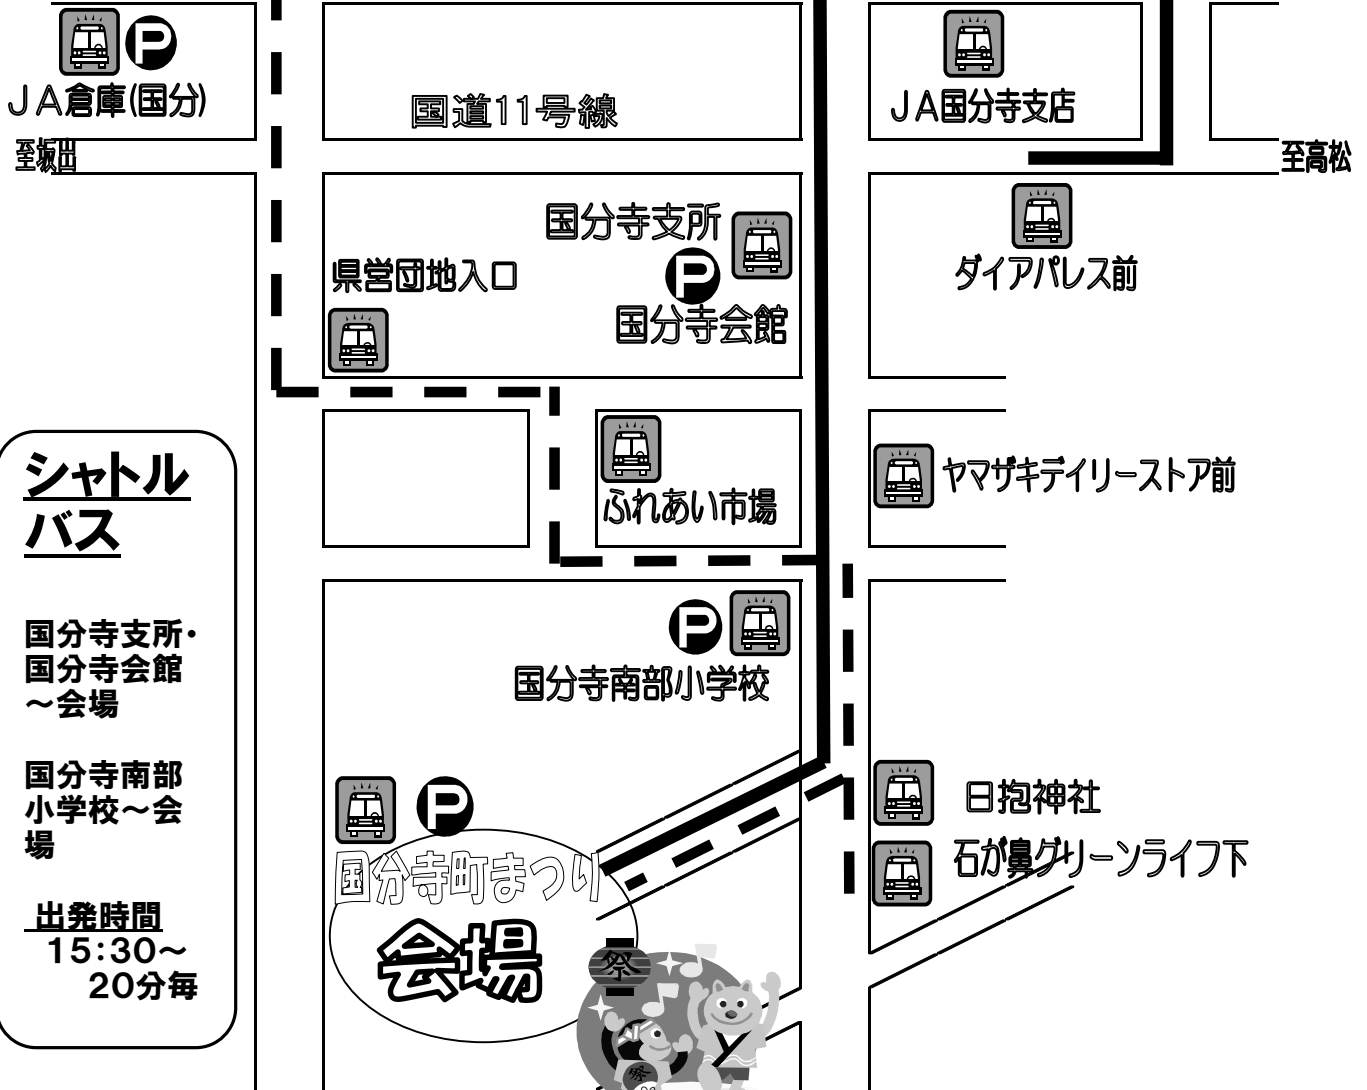 P
JA倉庫(国分)
至坂出
国道11号線
JA国分寺支店
至高松
国分寺支所
P
国分寺会館
県営団地入口
ダイアパレス前
ふれあい市場
ヤマザキデイリーストア前
シャトル
バス
国分寺支所・
国分寺会館
～会場
国分寺南部
小学校～会
場
出発時間
15:30～
20分毎
P
国分寺南部小学校
P
国分寺町まつり
会場
日抱神社
石が鼻グリーンライフ下
祭
祭